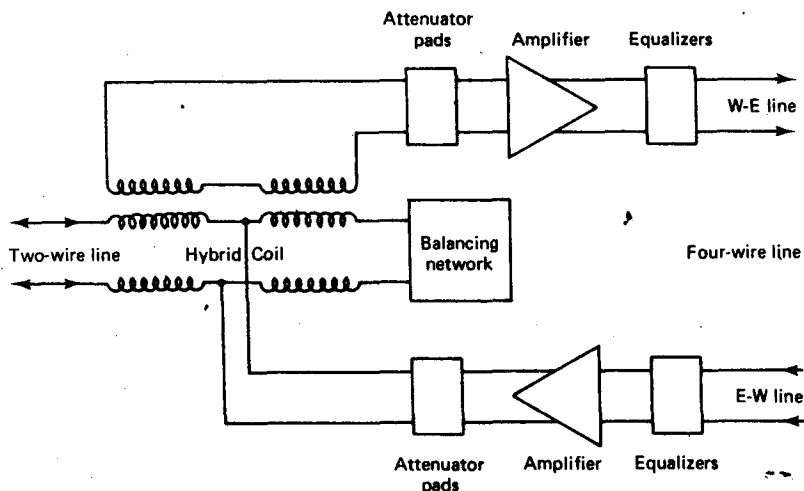 Attenuator
pads
Amplifier
Equalizers
W-E line
Two-wire line
Hybrid Coil
Balancing
network
Four-wire line
E-W line
Attenuator
pads
Amplifier
Equalizers